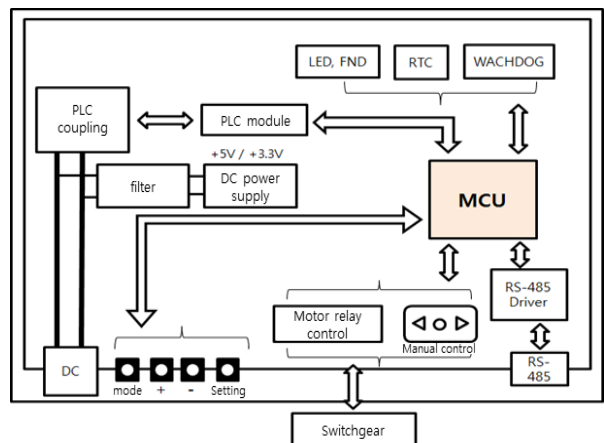 LED, FND
RTC
WACHDOG
PLC
coupling
PLC module
+5V / +3.3V
filter
DC power
supply
MCU
RS-485
Driver
Motor relay
control
Manual control
DC
mode
+
-
Setting
RS-
485
Switchgear